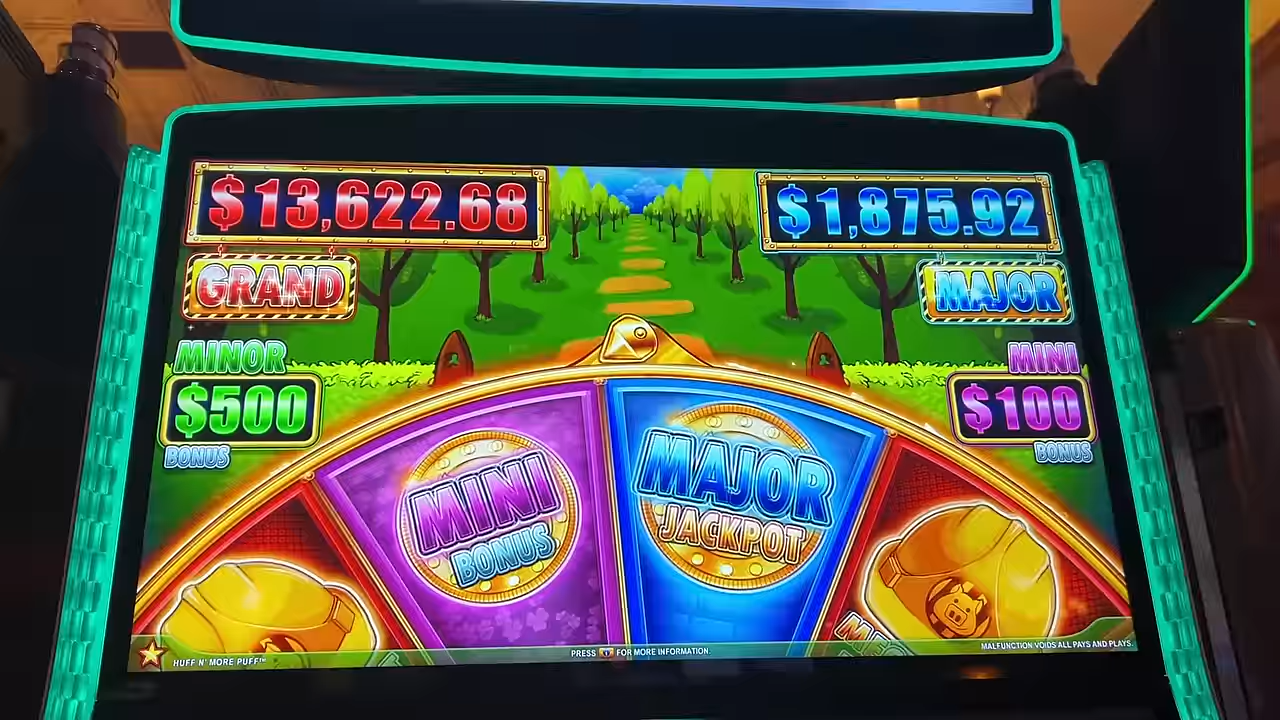 $13,622.68
$1,875.92
GRAND
MAJOR
MINOR
$500
BONUS
MINI
$100
BONUS
MINI
BONUS
MAJOR
JACKPOT
HUFF N' MORE PUFF™
PRESS FOR MORE INFORMATION.
MALFUNCTION VOIDS ALL PAYS AND PLAYS.